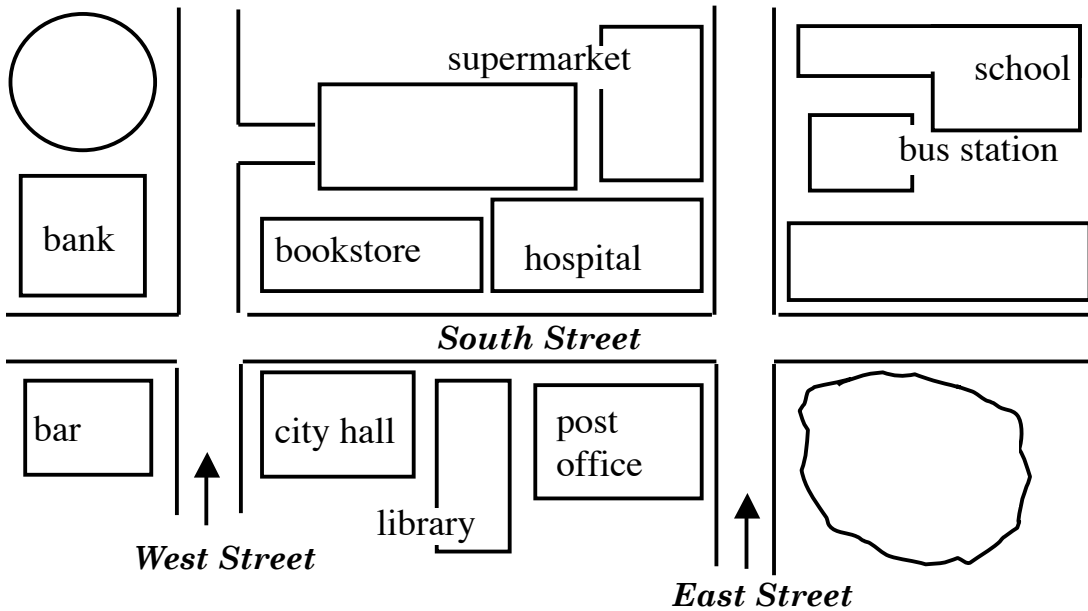 supermarket
school
bus station
bank
bookstore
hospital
South Street
bar
city hall
post
office
library
West Street
East Street